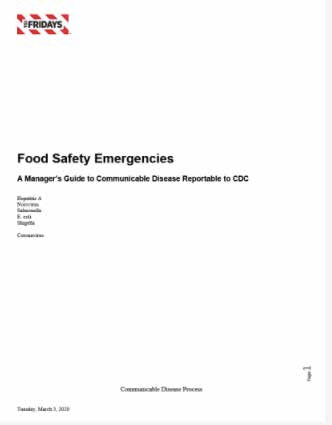 FRIDAYS
Food Safety Emergencies
A Manager's Guide to Communicable Disease Reportable to CDC
Hepatitis A
Norovirus
Salmonella
E. coli
Shigella
Coronavirus
Page 1
Communicable Disease Process
Tuesday, March 3, 2020